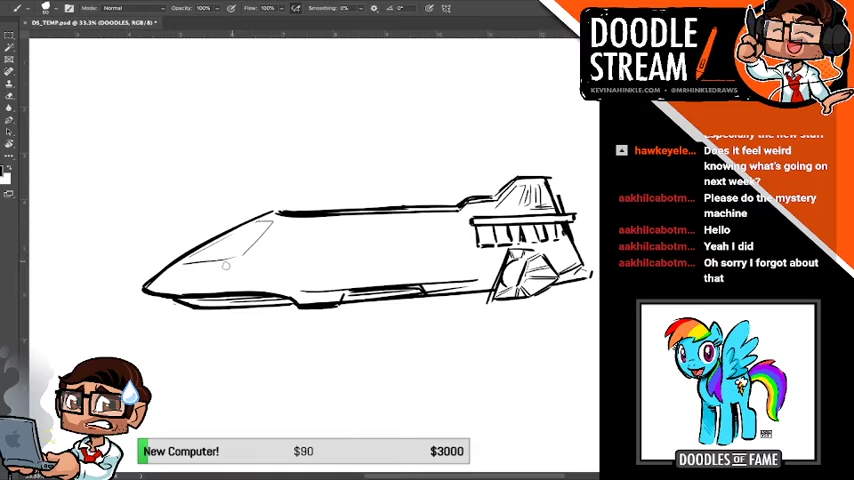 Mode: Normal
Opacity: 100%
Flow: 100%
Smoothing: 0%
0°
DS_TEMP.psd @ 33.3% (DOODLES, RGB/8) *
DOODLE
STREAM
KEVINAHINKLE.COM • @MRHINKLEDRAWS
Especially the new stuff
hawkeyele... Does it feel weird
knowing what's going on
next week?
aakhilcabotm... Please do the mystery
machine
aakhilcabotm... Hello
aakhilcabotm... Yeah I did
aakhilcabotm... Oh sorry I forgot about
that
New Computer! $90 $3000
DOODLES OF FAME